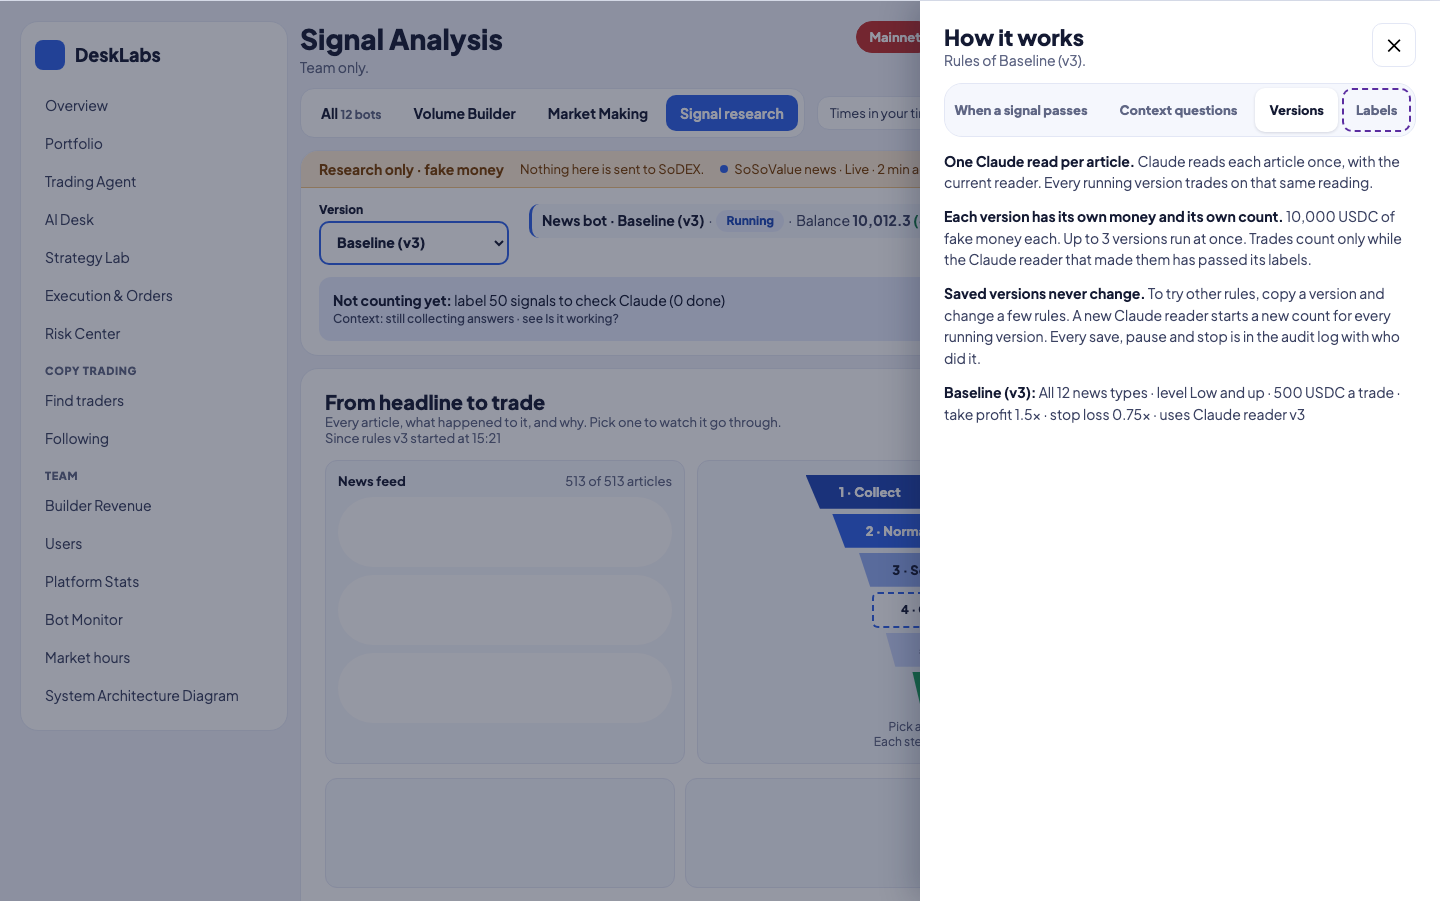 DeskLabs
Overview
Portfolio
Trading Agent
AI Desk
Strategy Lab
Execution & Orders
Risk Center
COPY TRADING
Find traders
Following
TEAM
Builder Revenue
Users
Platform Stats
Bot Monitor
Market hours
System Architecture Diagram
Signal Analysis
Team only.
Mainnet
All 12 bots
Volume Builder
Market Making
Signal research
Times in your
Research only · fake money
Nothing here is sent to SoDEX.
SoSoValue news · Live · 2 min
Version
Baseline (v3)
News bot · Baseline (v3) · Running · Balance 10,012.3
Not counting yet: label 50 signals to check Claude (0 done)
Context: still collecting answers · see Is it working?
From headline to trade
Every article, what happened to it, and why. Pick one to watch it go through.
Since rules v3 started at 15:21
News feed
513 of 513 articles
1 · Collect
2 ·
3 ·
4 ·
Pick
Each
How it works
Rules of Baseline (v3).
When a signal passes
Context questions
Versions
Labels
One Claude read per article. Claude reads each article once, with the
current reader. Every running version trades on that same reading.
Each version has its own money and its own count. 10,000 USDC of
fake money each. Up to 3 versions run at once. Trades count only while
the Claude reader that made them has passed its labels.
Saved versions never change. To try other rules, copy a version and
change a few rules. A new Claude reader starts a new count for every
running version. Every save, pause and stop is in the audit log with who
did it.
Baseline (v3): All 12 news types · level Low and up · 500 USDC a trade ·
take profit 1.5× · stop loss 0.75× · uses Claude reader v3